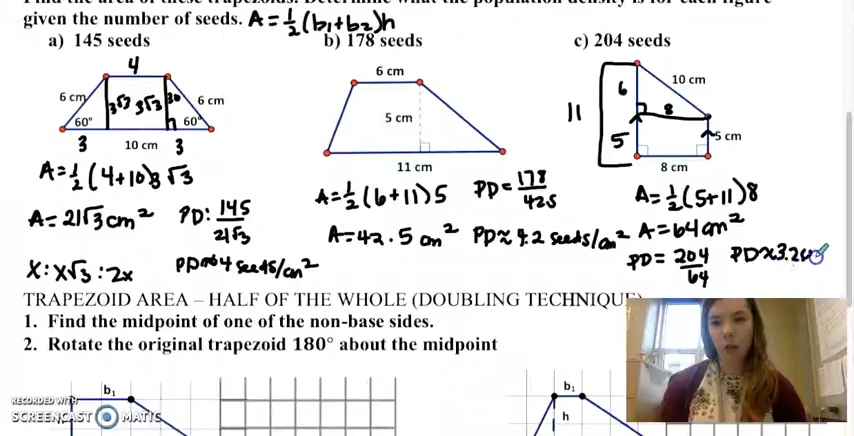 given the number of seeds. A=½(b₁+b₂)h
a) 145 seeds
b) 178 seeds
c) 204 seeds
4
6 cm
3√3 3√3 30
6 cm
60°
60°
3
10 cm
3
A=½(4+10)3√3
A=21√3cm²
PD: 145/21√3
X:X√3:2x
PD≈4 seeds/cm²
6 cm
5 cm
11 cm
A=½(6+11)5
PD=178/42.5
A=42.5 cm²
PD≈4.2 seeds/cm²
11
6
10 cm
8
5
5 cm
8 cm
A=½(5+11)8
A=64cm²
PD=204/64
PD≈3.2
TRAPEZOID AREA – HALF OF THE WHOLE (DOUBLING TECHNIQUE)
1. Find the midpoint of one of the non-base sides.
2. Rotate the original trapezoid 180° about the midpoint
b₁
b₁
h
RECORDED WITH
SCREENCAST MATIC